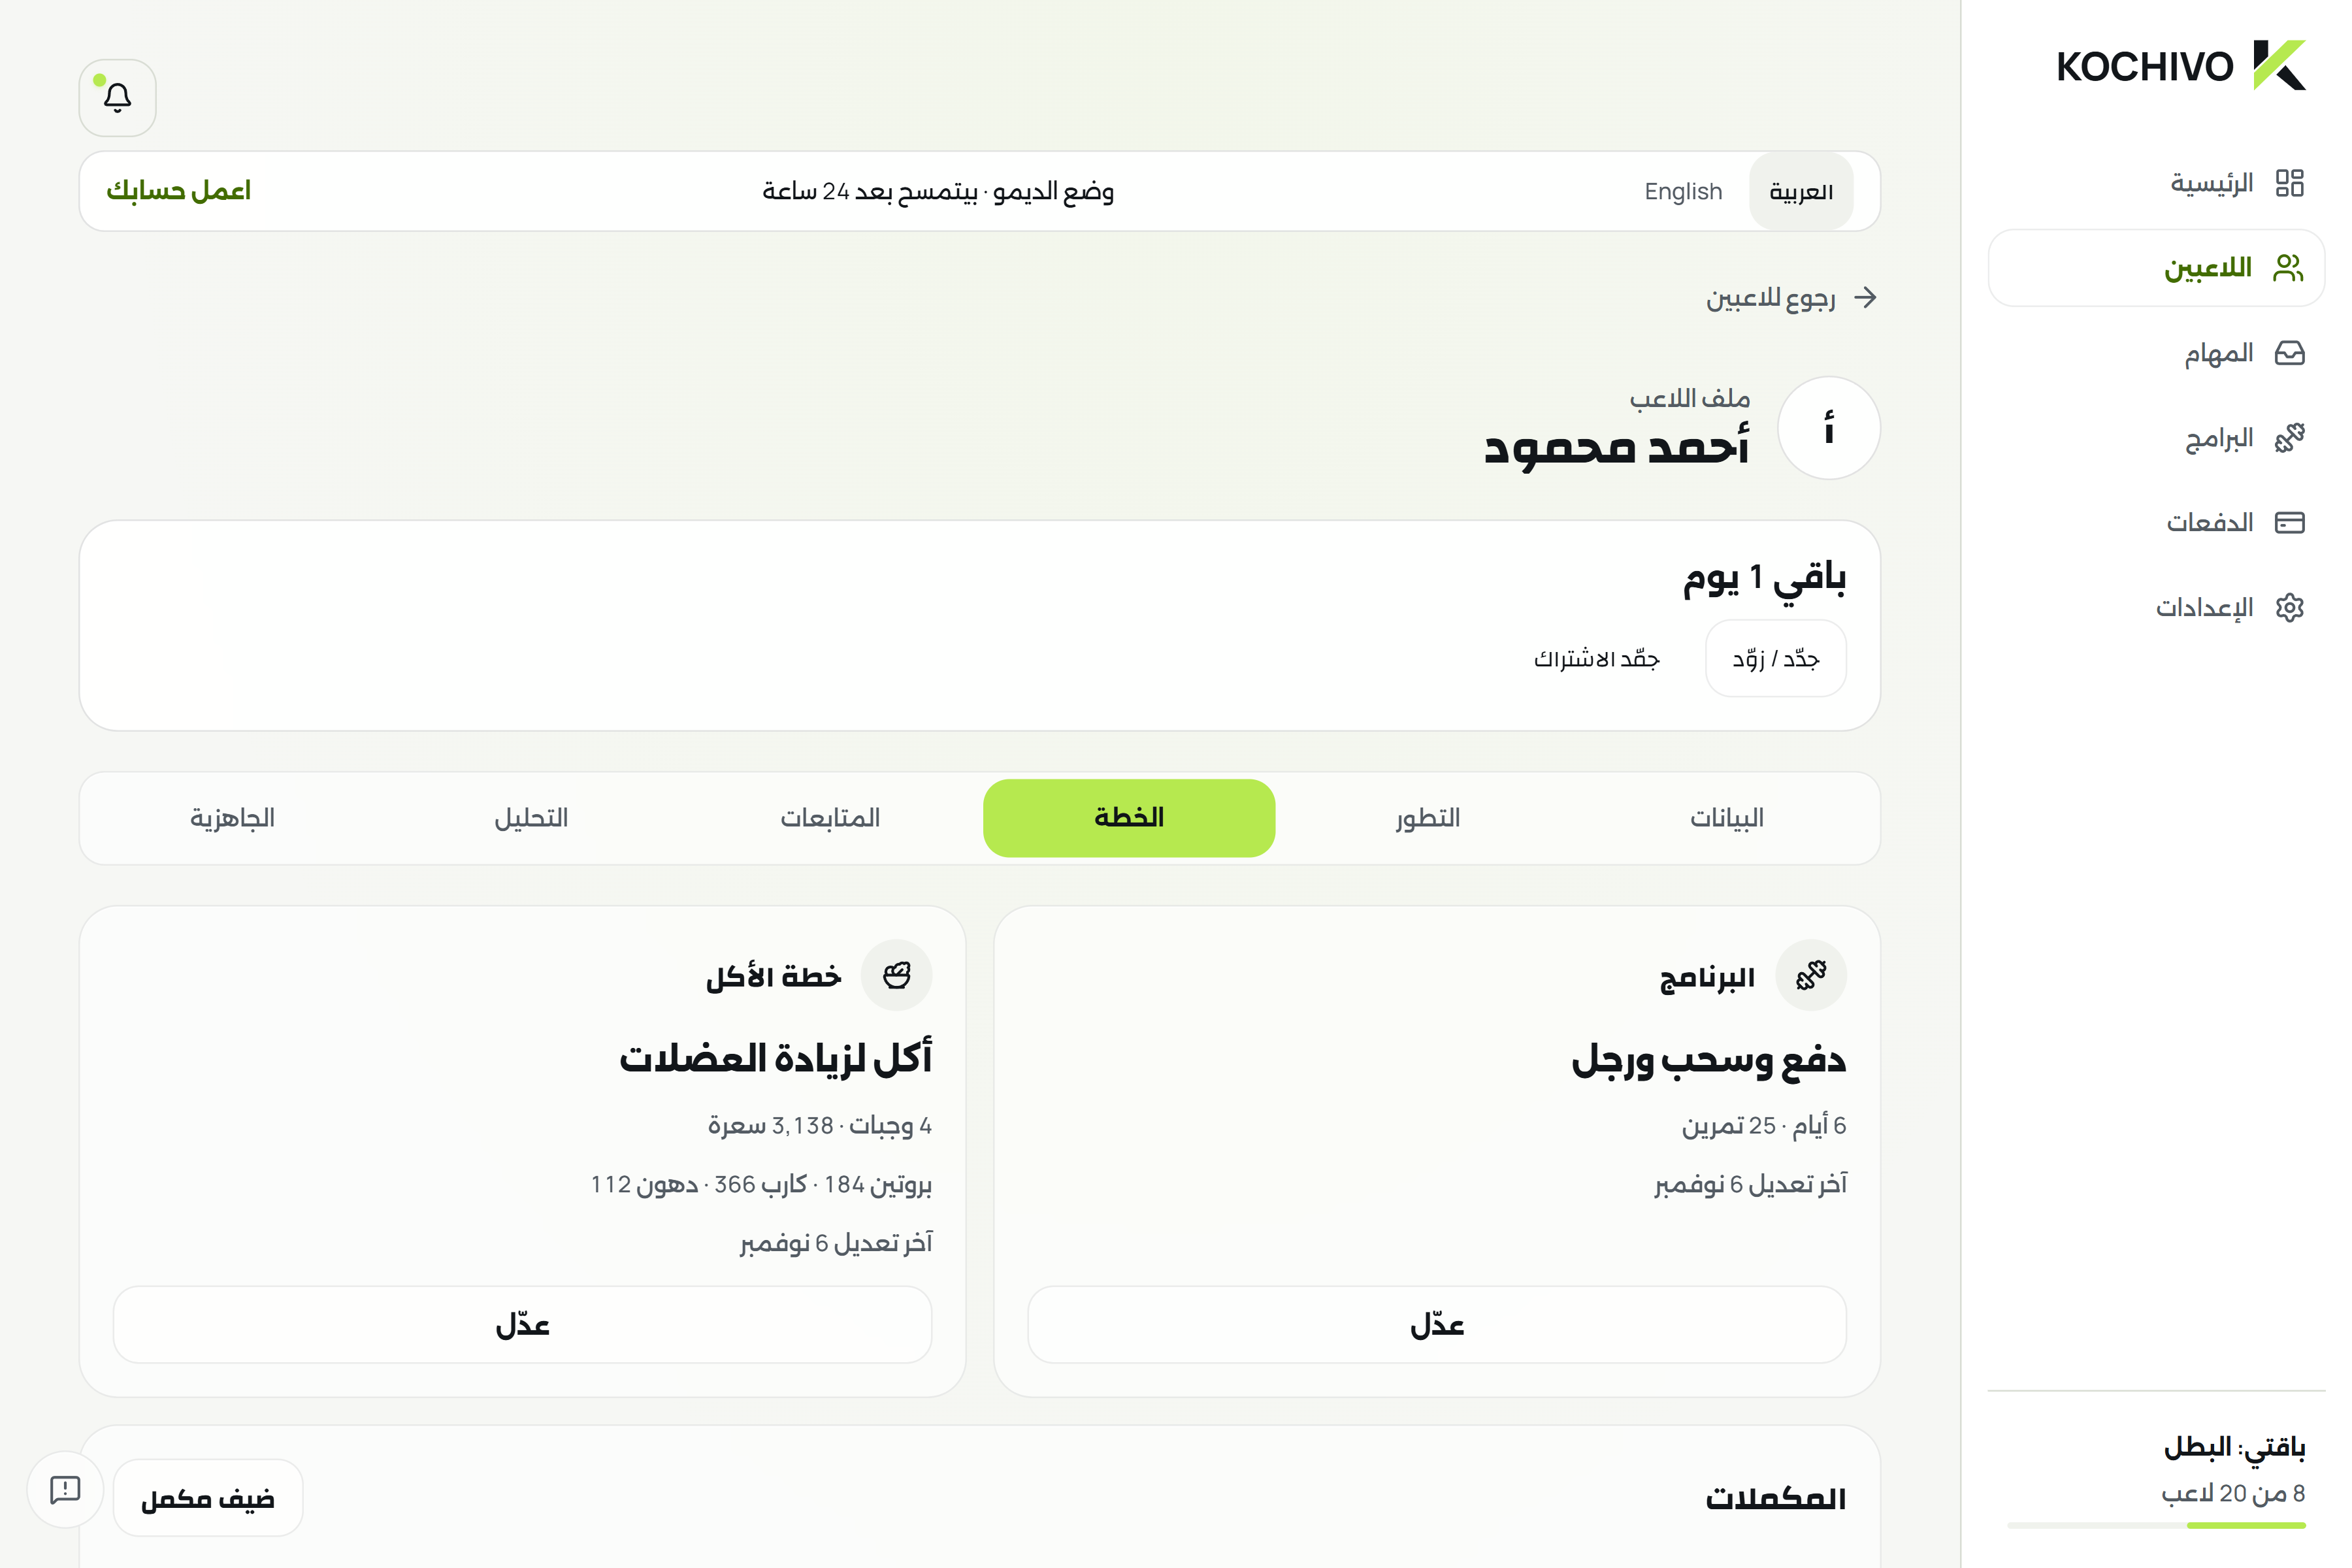 KOCHIVO
الرئيسية
اللاعبين
المهام
البرامج
الدفعات
الإعدادات
باقتي: البطل
8 من 20 لاعب
العربية
English
وضع الديمو · بيتمسح بعد 24 ساعة
اعمل حسابك
رجوع للاعبين
أ
ملف اللاعب
أحمد محمود
باقي 1 يوم
جدّد / زوّد
جمّد الاشتراك
البيانات
التطور
الخطة
المتابعات
التحليل
الجاهزية
البرنامج
دفع وسحب ورجل
6 أيام · 25 تمرين
آخر تعديل 6 نوفمبر
عدّل
خطة الأكل
أكل لزيادة العضلات
4 وجبات · 3,138 سعرة
بروتين 184 · كارب 366 · دهون 112
آخر تعديل 6 نوفمبر
عدّل
المكملات
ضيف مكمل